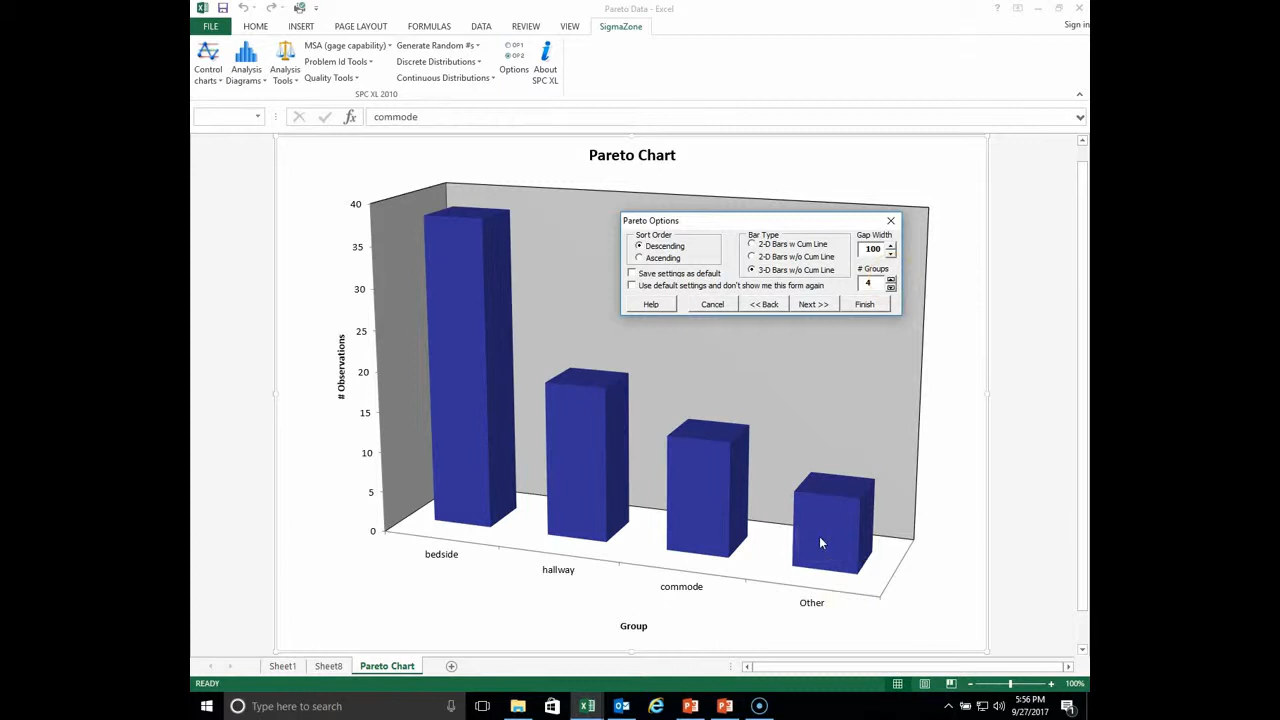 Pareto Data - Excel
FILE HOME INSERT PAGE LAYOUT FORMULAS DATA REVIEW VIEW SigmaZone Sign in
Control charts
Analysis Diagrams
Analysis Tools
MSA (gage capability)
Problem Id Tools
Quality Tools
Generate Random #s
Discrete Distributions
Continuous Distributions
OP1
OP2
Options
About SPC XL
SPC XL 2010
fx commode
Pareto Chart
40
35
30
25
20
15
10
5
0
# Observations
bedside
hallway
commode
Other
Group
Pareto Options
Sort Order
Descending
Ascending
Save settings as default
Use default settings and don't show me this form again
Bar Type
2-D Bars w Cum Line
2-D Bars w/o Cum Line
3-D Bars w/o Cum Line
Gap Width
100
# Groups
4
Help Cancel << Back Next >> Finish
Sheet1 Sheet8 Pareto Chart
READY 100%
Type here to search
5:56 PM
9/27/2017